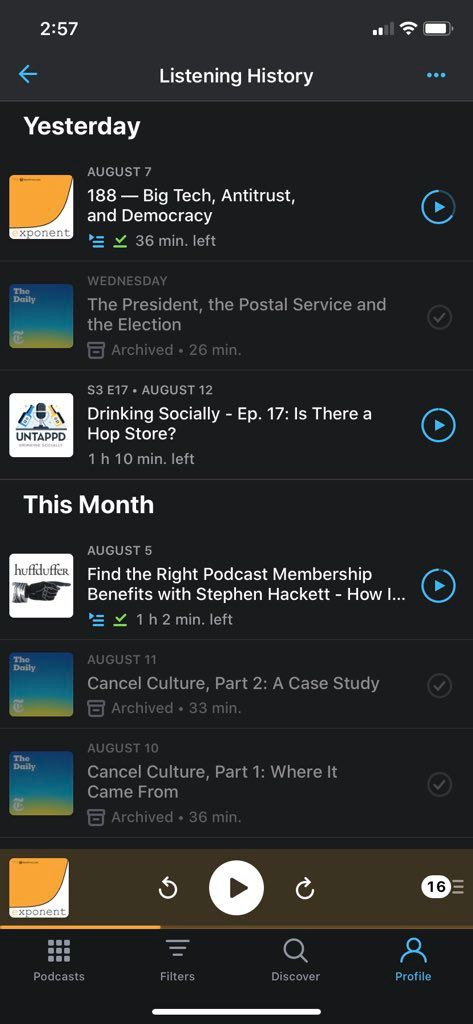 2:57
Listening History
Yesterday
exponent
AUGUST 7
188 — Big Tech, Antitrust,
and Democracy
36 min. left
The
Daily
WEDNESDAY
The President, the Postal Service and
the Election
Archived • 26 min.
UNTAPPD
DRINKING SOCIALLY
S3 E17 • AUGUST 12
Drinking Socially - Ep. 17: Is There a
Hop Store?
1 h 10 min. left
This Month
huffduffer
AUGUST 5
Find the Right Podcast Membership
Benefits with Stephen Hackett - How I...
1 h 2 min. left
The
Daily
AUGUST 11
Cancel Culture, Part 2: A Case Study
Archived • 33 min.
The
Daily
AUGUST 10
Cancel Culture, Part 1: Where It
Came From
Archived • 36 min.
exponent
16
Podcasts
Filters
Discover
Profile